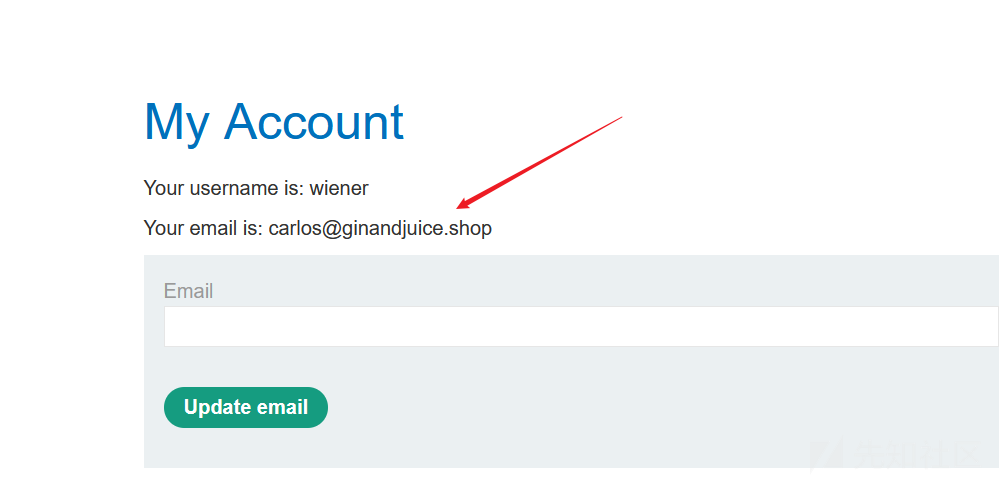 My Account
Your username is: wiener
Your email is: carlos@ginandjuice.shop
Email
Update email
先知社区